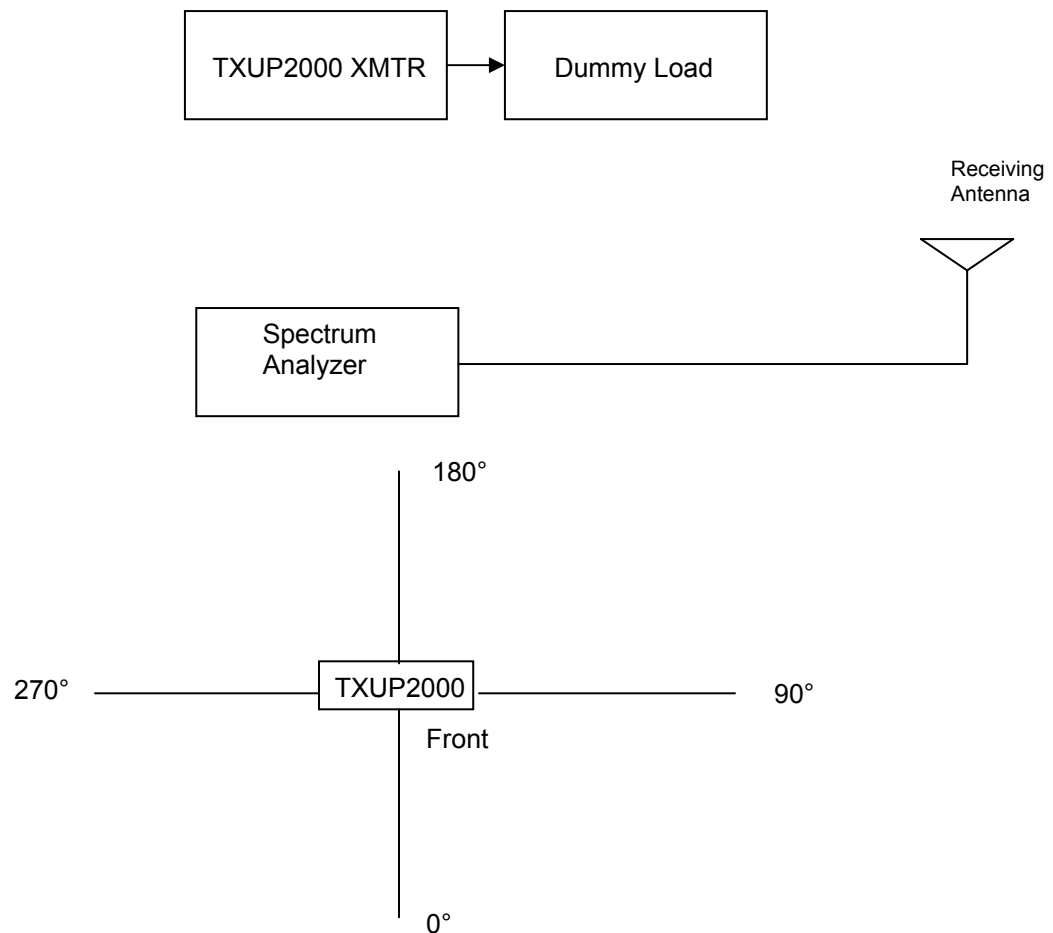 TXUP2000 XMTR
Dummy Load
Receiving
Antenna
Spectrum
Analyzer
180°
270°
TXUP2000
90°
Front
0°